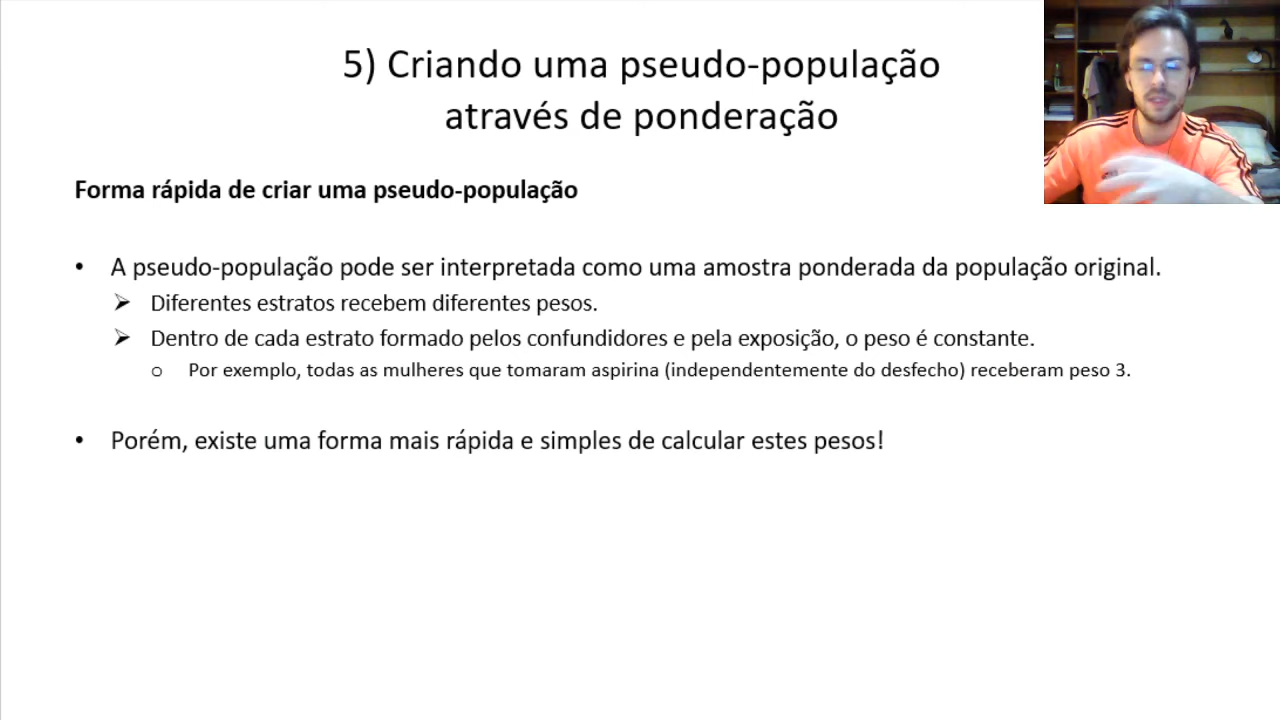 5) Criando uma pseudo-população
através de ponderação
Forma rápida de criar uma pseudo-população
• A pseudo-população pode ser interpretada como uma amostra ponderada da população original.
➢ Diferentes estratos recebem diferentes pesos.
➢ Dentro de cada estrato formado pelos confundidores e pela exposição, o peso é constante.
o Por exemplo, todas as mulheres que tomaram aspirina (independentemente do desfecho) receberam peso 3.
• Porém, existe uma forma mais rápida e simples de calcular estes pesos!